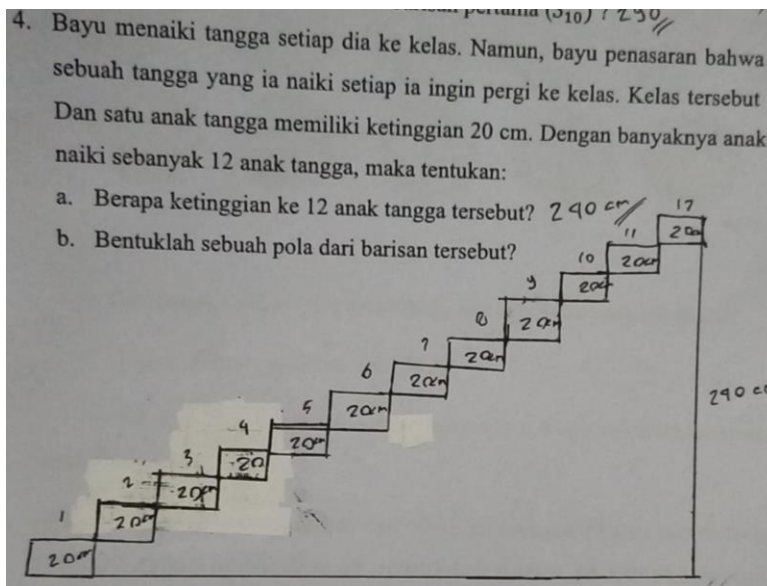 pertama (S10) ? 290
4. Bayu menaiki tangga setiap dia ke kelas. Namun, bayu penasaran bahwa
sebuah tangga yang ia naiki setiap ia ingin pergi ke kelas. Kelas tersebut
Dan satu anak tangga memiliki ketinggian 20 cm. Dengan banyaknya anak
naiki sebanyak 12 anak tangga, maka tentukan:
a. Berapa ketinggian ke 12 anak tangga tersebut? 240 cm
b. Bentuklah sebuah pola dari barisan tersebut?
12
20cm
11
20cm
10
20cm
9
20cm
8
20cm
7
20cm
6
20cm
5
20cm
4
20
3
20cm
2
20cm
1
20cm
240 c